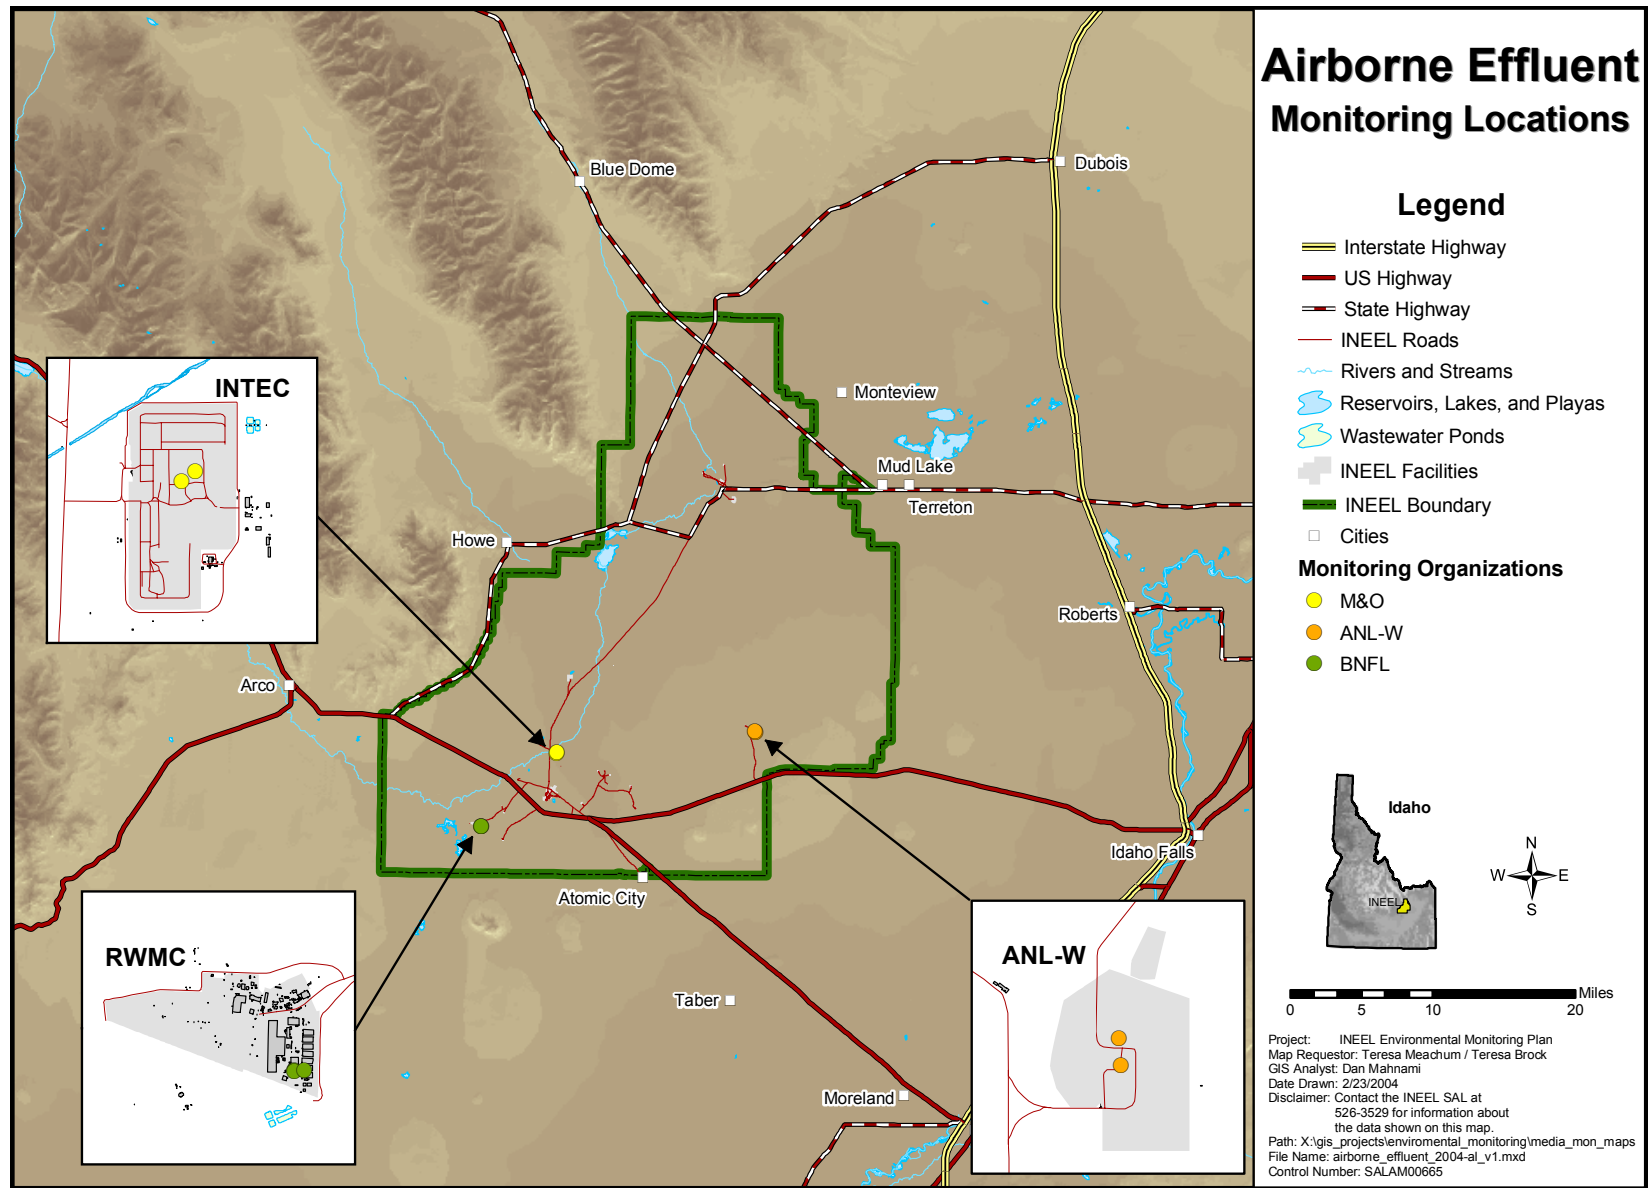 Airborne Effluent
Monitoring Locations
Legend
Interstate Highway
US Highway
State Highway
INEEL Roads
Rivers and Streams
Reservoirs, Lakes, and Playas
Wastewater Ponds
INEEL Facilities
INEEL Boundary
Cities
Monitoring Organizations
M&O
ANL-W
BNFL
Blue Dome
Dubois
Monteview
Mud Lake
Terreton
Howe
Roberts
Arco
Idaho Falls
Atomic City
Taber
Moreland
INTEC
RWMC
ANL-W
Idaho
INEEL
N
W E
S
Miles
0 5 10 20
Project: INEEL Environmental Monitoring Plan
Map Requestor: Teresa Meachum / Teresa Brock
GIS Analyst: Dan Mahnami
Date Drawn: 2/23/2004
Disclaimer: Contact the INEEL SAL at
526-3529 for information about
the data shown on this map.
Path: X:\gis_projects\enviromental_monitoring\media_mon_maps
File Name: airborne_effluent_2004-al_v1.mxd
Control Number: SALAM00665